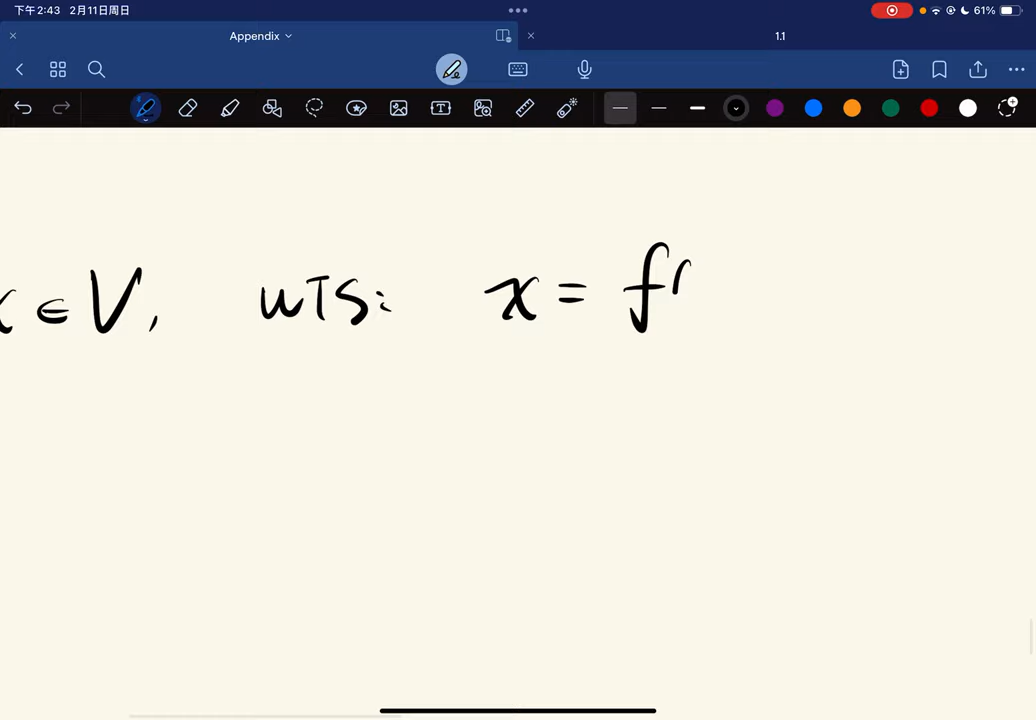 下午2:43 2月11日周日 61%
Appendix 1.1
∈ V, WTS: x = f